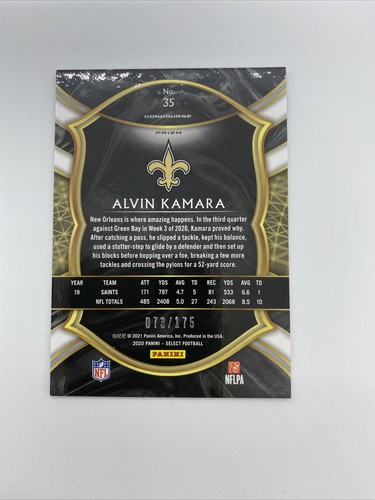 No.
35
CONCOURSE
PRIZM
ALVIN KAMARA
New Orleans is where amazing happens. In the third quarter
against Green Bay in Week 3 of 2020, Kamara proved why.
After catching a pass, he slipped a tackle, kept his balance,
used a stutter-step to glide by a defender and then set up
his blocks before hopping over a foe, breaking a few more
tackles and crossing the pylons for a 52-yard score.
YEAR TEAM ATT YDS AVG TD REC YDS AVG TD
19 SAINTS 171 797 4.7 5 81 533 6.6 1
NFL TOTALS 485 2408 5.0 27 243 2068 8.5 10
073/175
© 2021 Panini America, Inc. Produced in the USA.
PANINI
2020 PANINI - SELECT FOOTBALL
NFL
NFLPA